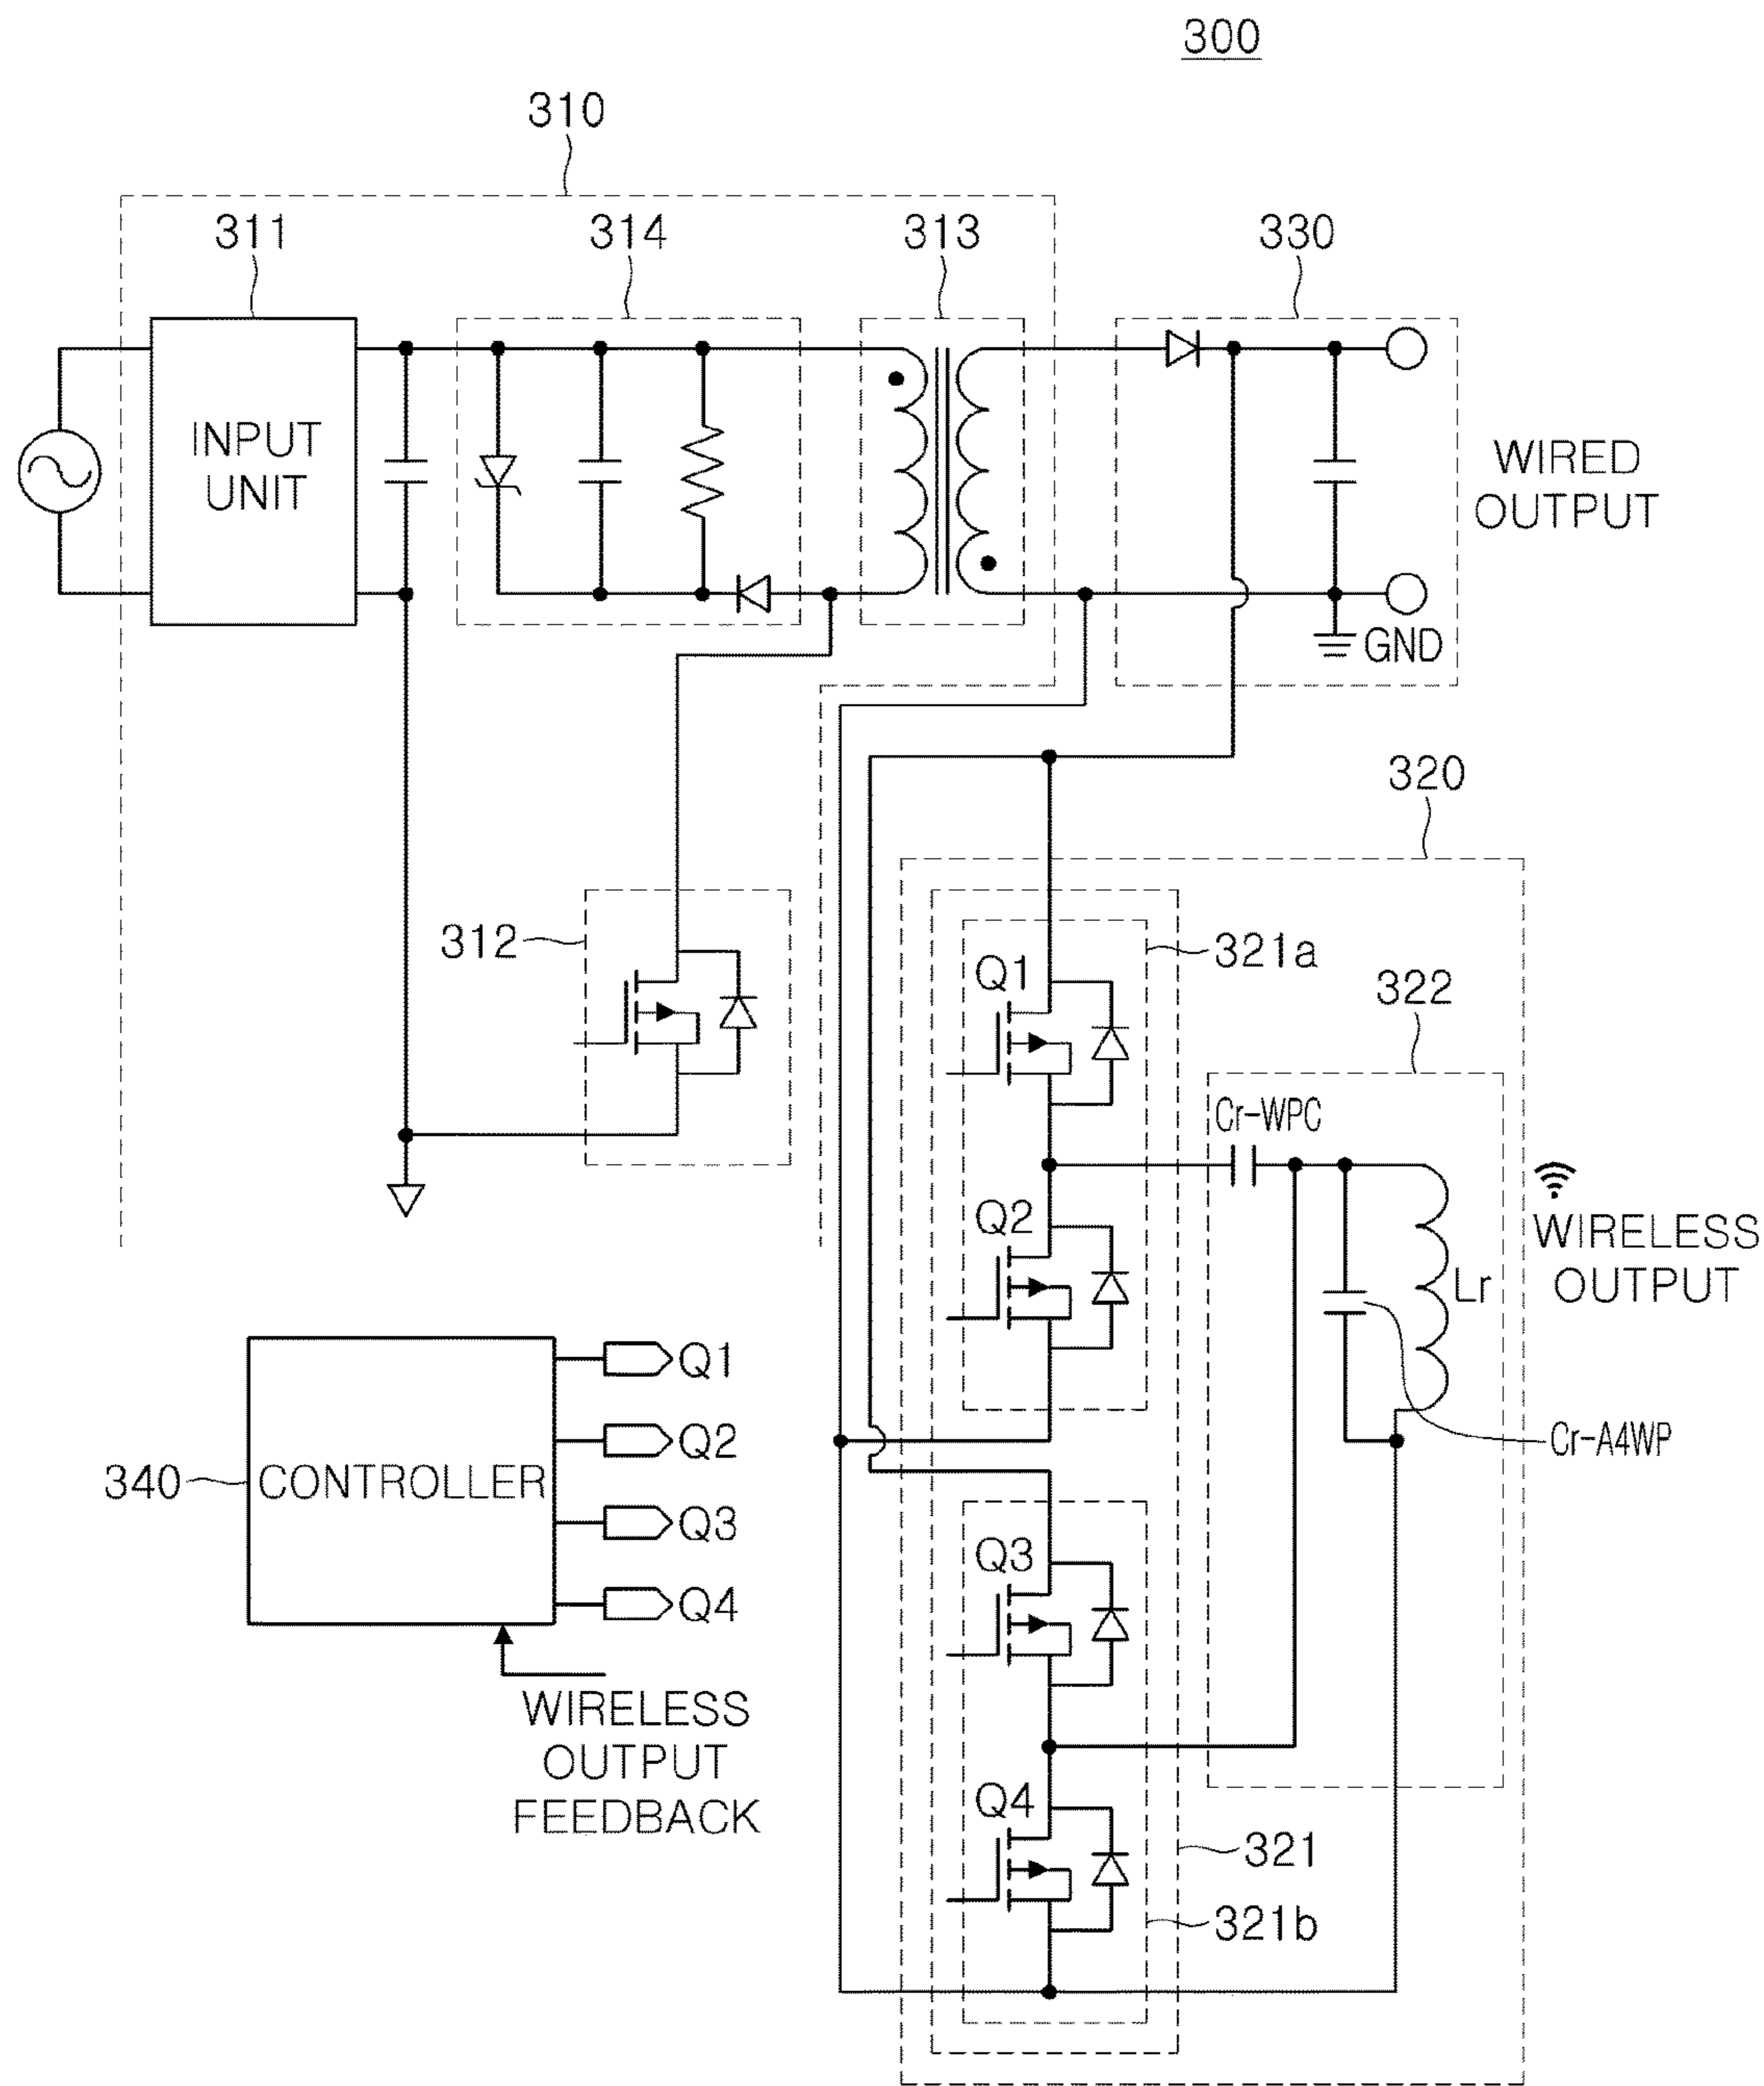 300
310
311
314
313
330
INPUT
UNIT
WIRED
OUTPUT
GND
320
312
321a
Q1
322
Cr-WPC
Q2
WIRELESS
OUTPUT
Lr
Q1
Q2
Cr-A4WP
340
CONTROLLER
Q3
Q3
Q4
WIRELESS
OUTPUT
FEEDBACK
Q4
321
321b